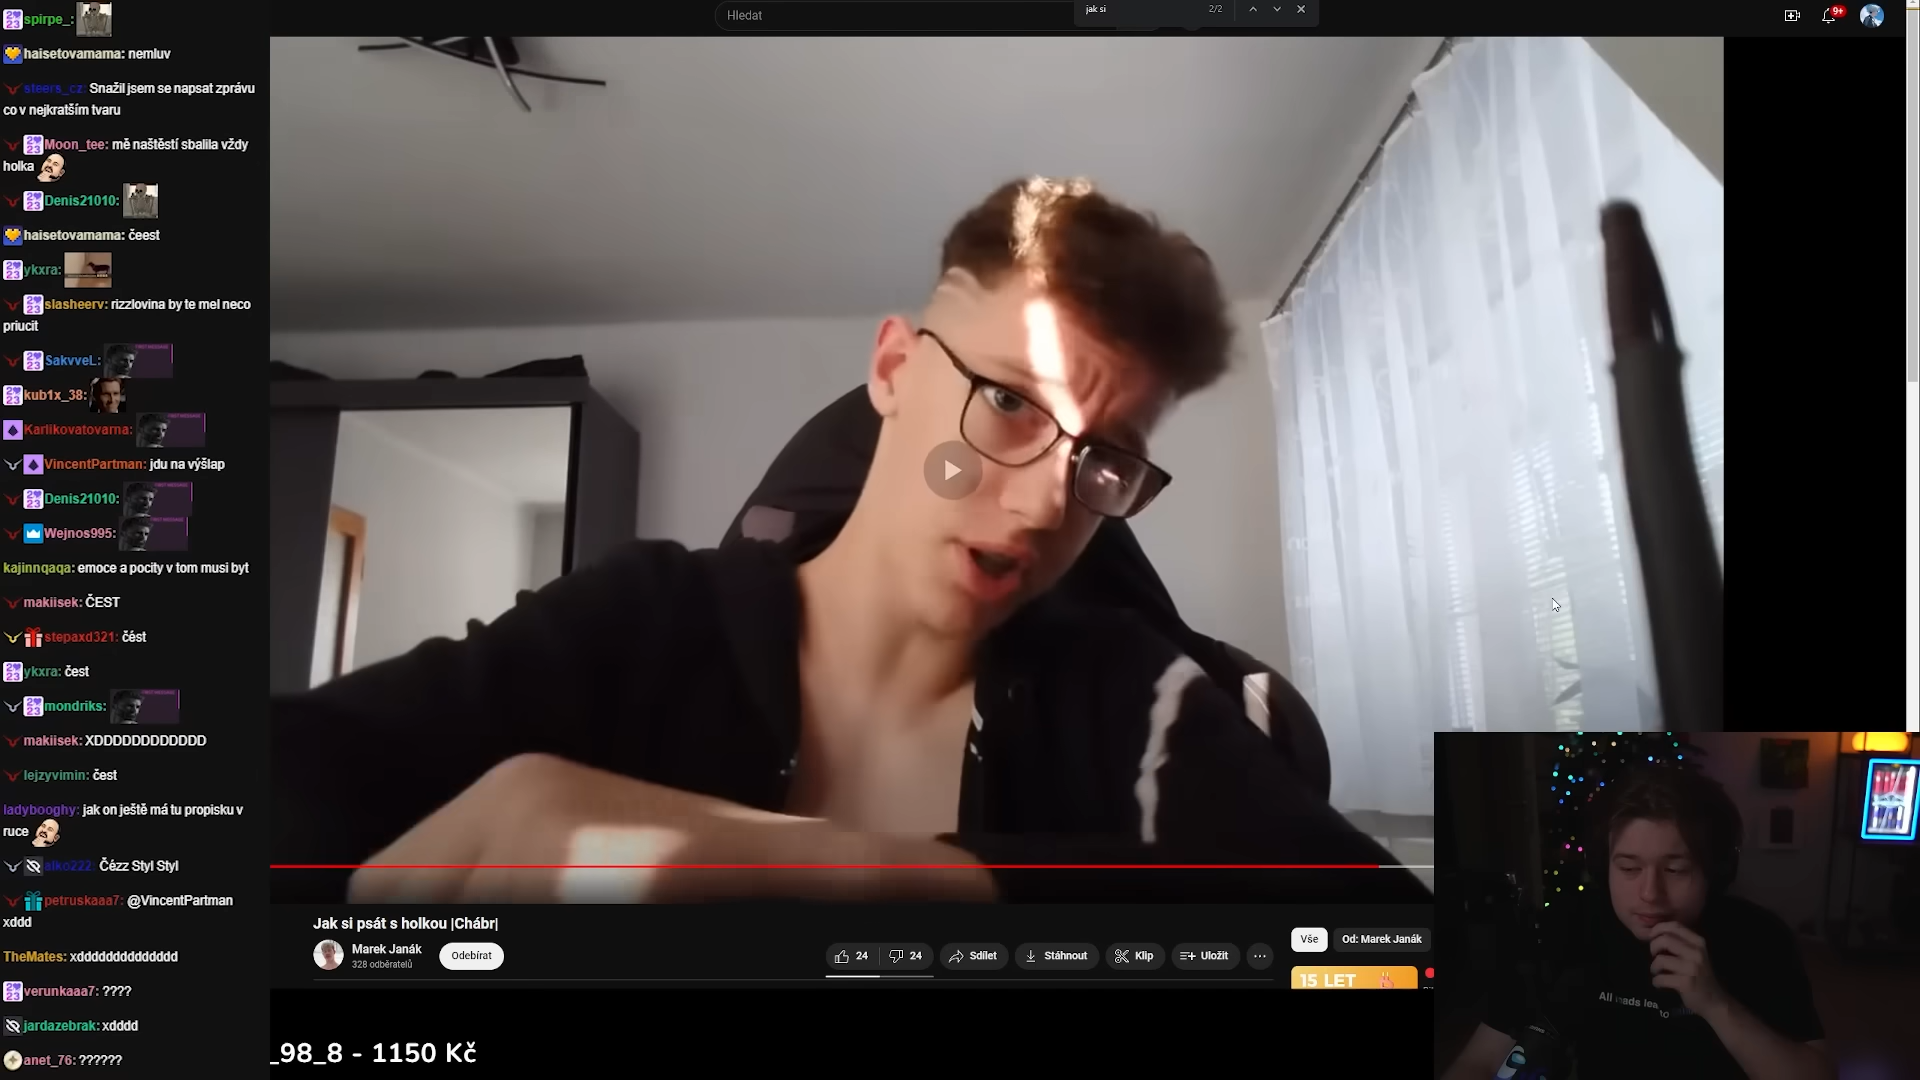 spirpe_:
haisetovamama: nemluv
steers_cz: Snažil jsem se napsat zprávu
co v nejkratším tvaru
Moon_tee: mě naštěstí sbalila vždy
holka
Denis21010:
haisetovamama: čeest
ykxra:
slasheerv: rizzlovina by te mel neco
priucit
SakvveL:
kub1x_38:
Karlikovatovarna:
VincentPartman: jdu na výšlap
Denis21010:
Wejnos995:
kajinnqaqa: emoce a pocity v tom musi byt
makiisek: ČEST
stepaxd321: čést
ykxra: čest
mondriks:
makiisek: XDDDDDDDDDDDD
lejzyvimin: čest
ladybooghy: jak on ještě má tu propisku v
ruce
alko222: Čézz Styl Styl
petruskaaa7: @VincentPartman
xddd
TheMates: xdddddddddddddd
verunkaaa7: ????
jardazebrak: xdddd
anet_76: ??????
Hledat
jak si
2/2
9+
Jak si psát s holkou |Chábr|
Marek Janák
328 odběratelů
Odebírat
24
24
Sdílet
Stáhnout
Klip
Uložit
Vše
Od: Marek Janák
15 LET
_98_8 - 1150 Kč